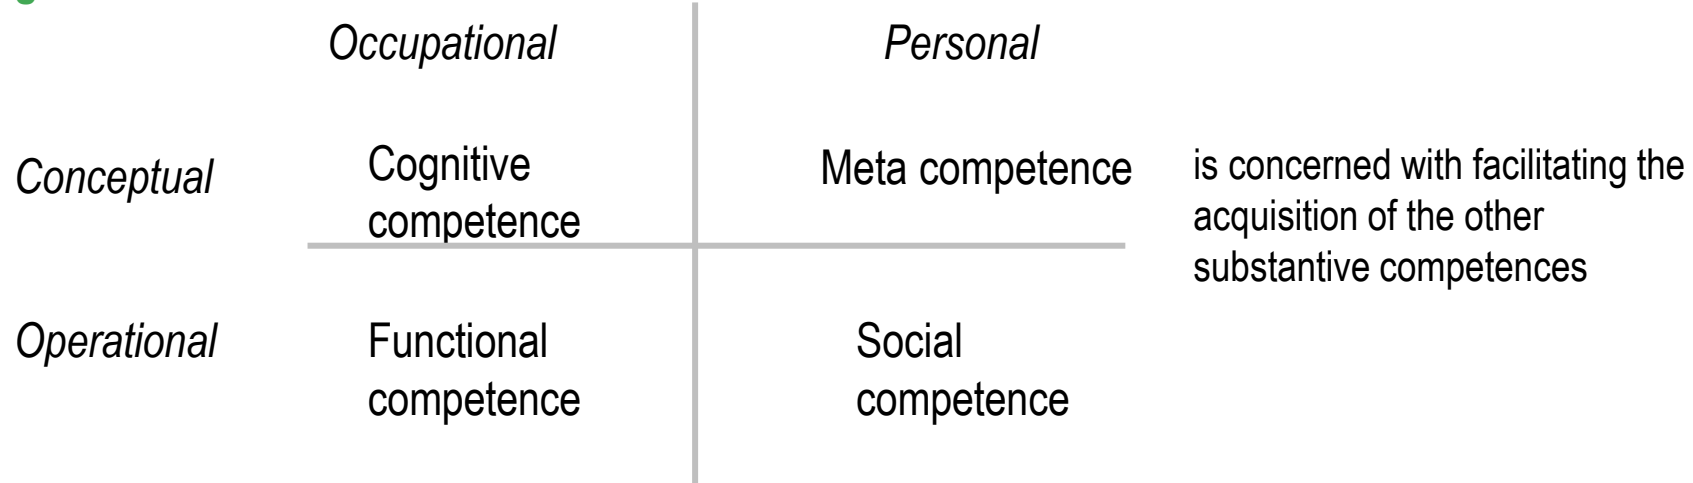 Occupational Personal
Conceptual Cognitive competence Meta competence is concerned with facilitating the
acquisition of the other
substantive competences
Operational Functional competence Social competence